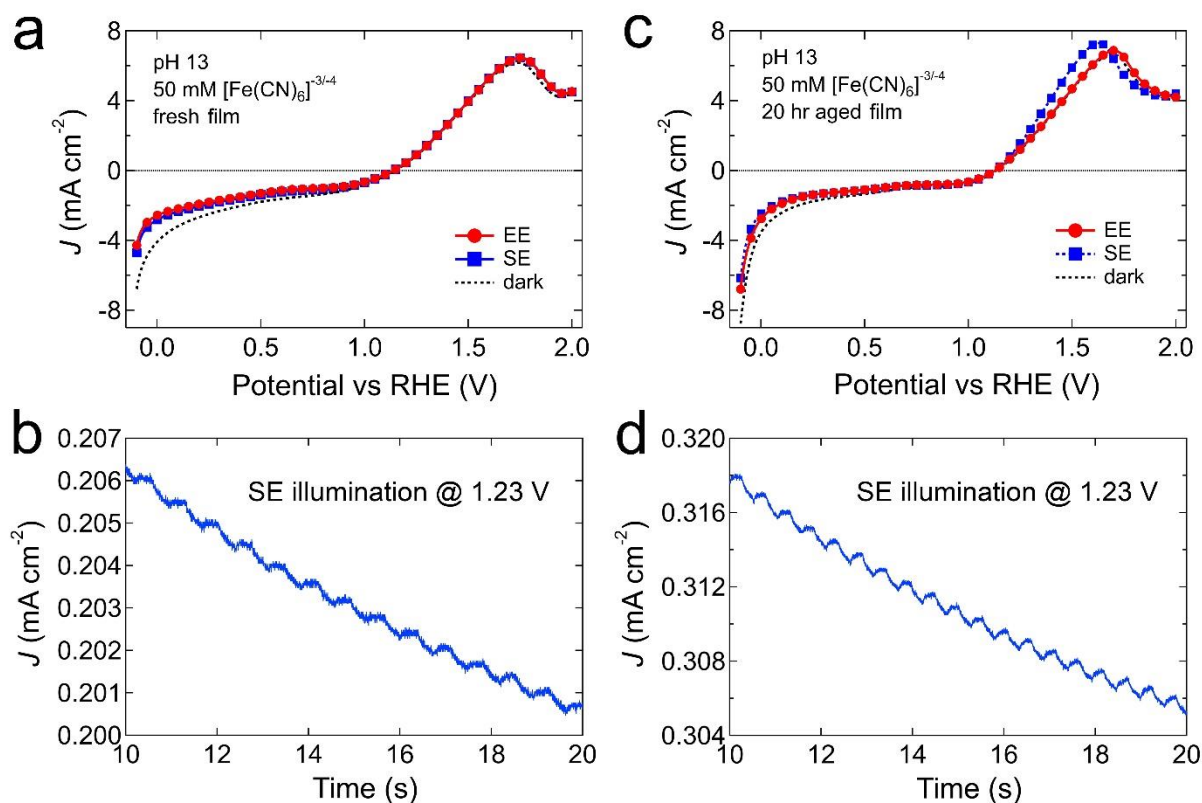 a
8
4
0
-4
-8
J (mA cm⁻²)
pH 13
50 mM [Fe(CN)₆]⁻³ᐟ⁻⁴
fresh film
EE
SE
dark
0.0 0.5 1.0 1.5 2.0
Potential vs RHE (V)
c
8
4
0
-4
-8
J (mA cm⁻²)
pH 13
50 mM [Fe(CN)₆]⁻³ᐟ⁻⁴
20 hr aged film
EE
SE
dark
0.0 0.5 1.0 1.5 2.0
Potential vs RHE (V)
b
0.207
0.206
0.205
0.204
0.203
0.202
0.201
0.200
J (mA cm⁻²)
SE illumination @ 1.23 V
10 12 14 16 18 20
Time (s)
d
0.320
0.316
0.312
0.308
0.304
J (mA cm⁻²)
SE illumination @ 1.23 V
10 12 14 16 18 20
Time (s)